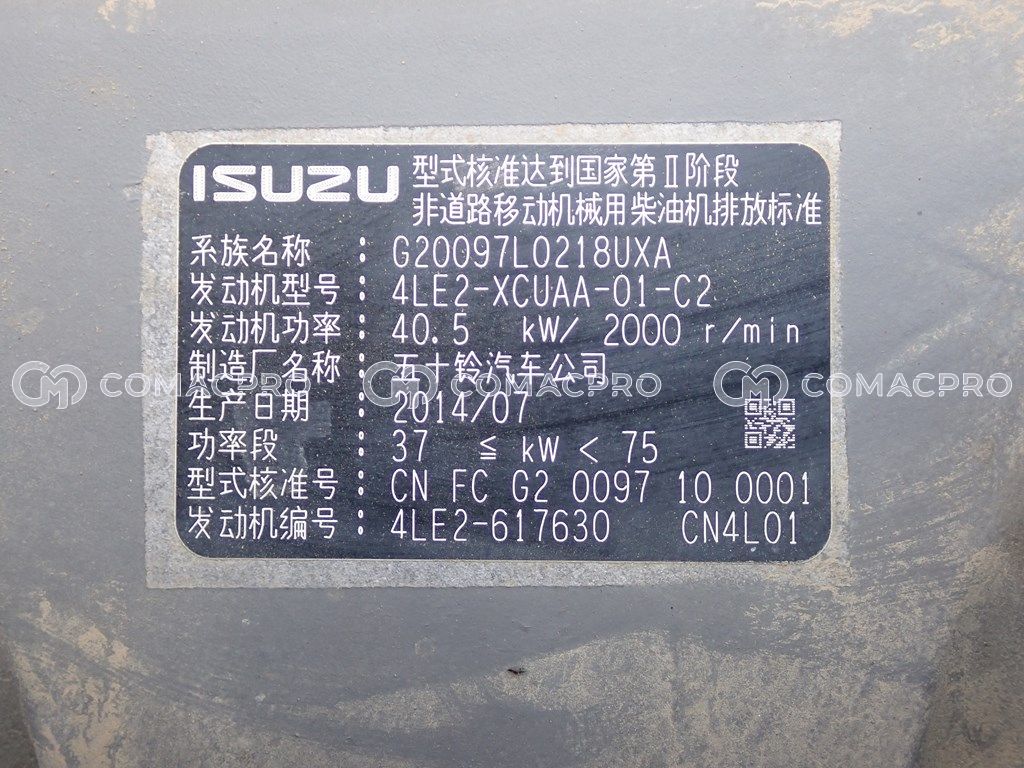 ISUZU 型式核准达到国家第Ⅱ阶段
非道路移动机械用柴油机排放标准
系族名称 : G20097L0218UXA
发动机型号 : 4LE2-XCUAA-01-C2
发动机功率 : 40.5 kW/ 2000 r/min
制造厂名称 : 五十铃汽车公司
COMACPRO COMACPRO COMACPRO
生产日期 : 2014/07
功率段 : 37 ≦ kW < 75
型式核准号 : CN FC G2 0097 10 0001
发动机编号 : 4LE2-617630 CN4L01